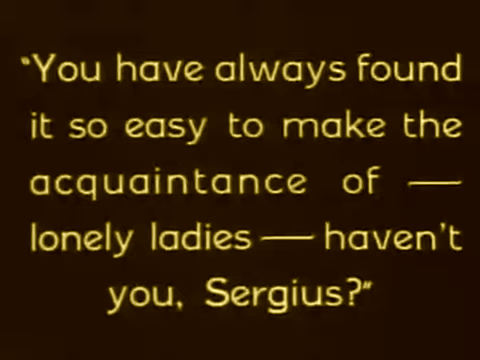 "You have always found
it so easy to make the
acquaintance of —
lonely ladies — haven't
you, Sergius?"